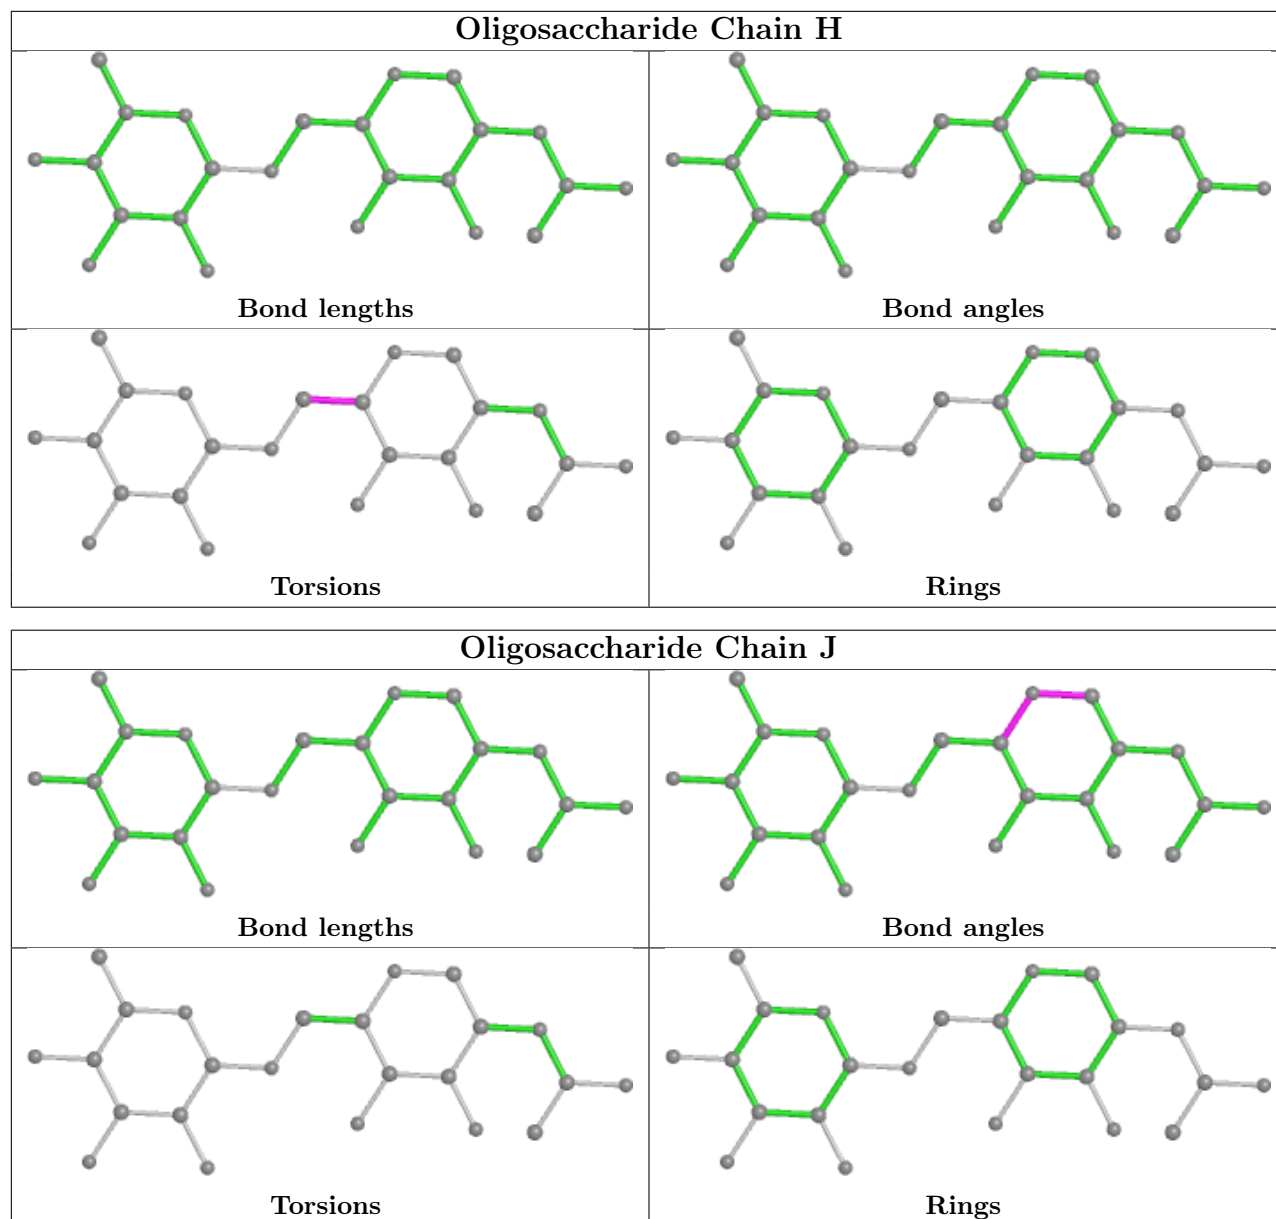 Oligosaccharide Chain H
Bond lengths
Bond angles
Torsions
Rings
Oligosaccharide Chain J
Bond lengths
Bond angles
Torsions
Rings